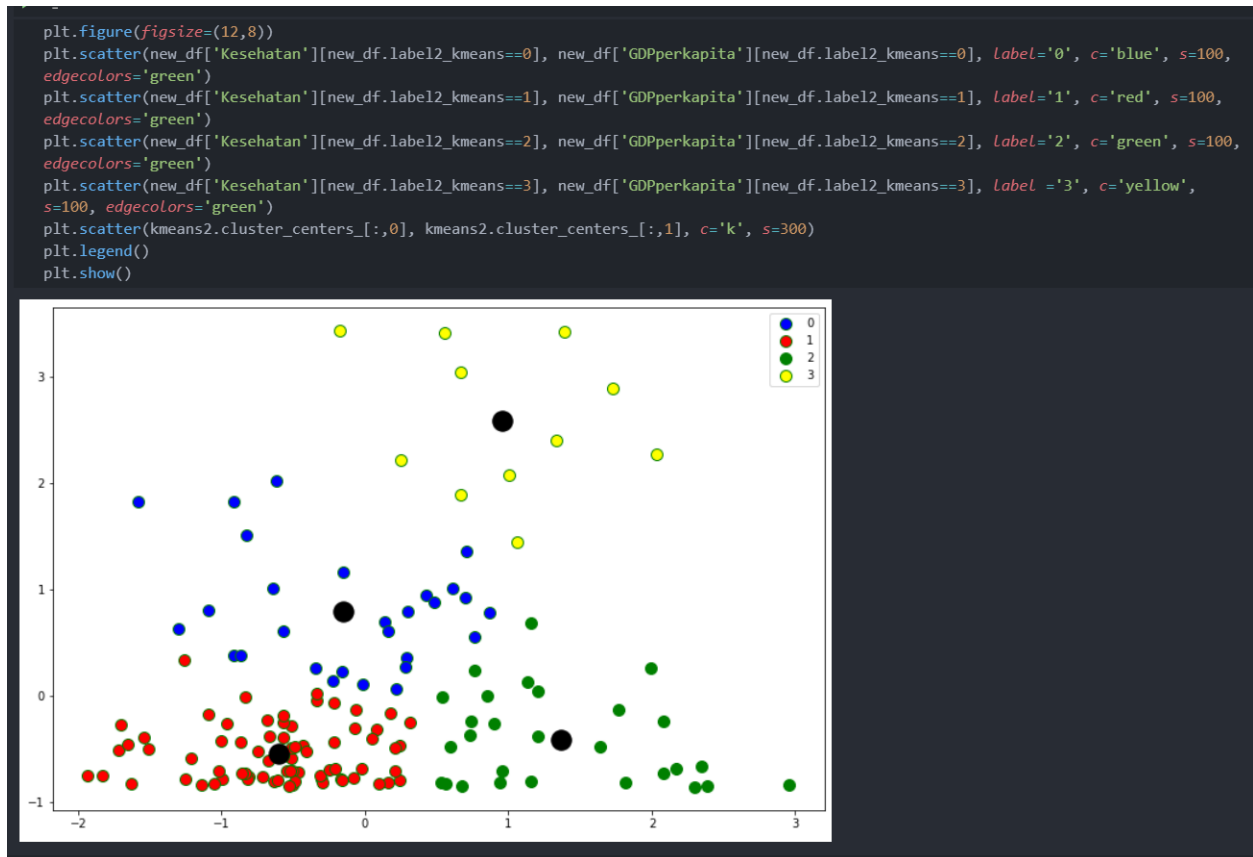 plt.figure(figsize=(12,8))
plt.scatter(new_df['Kesehatan'][new_df.label2_kmeans==0], new_df['GDPperkapita'][new_df.label2_kmeans==0], label='0', c='blue', s=100,
edgecolors='green')
plt.scatter(new_df['Kesehatan'][new_df.label2_kmeans==1], new_df['GDPperkapita'][new_df.label2_kmeans==1], label='1', c='red', s=100,
edgecolors='green')
plt.scatter(new_df['Kesehatan'][new_df.label2_kmeans==2], new_df['GDPperkapita'][new_df.label2_kmeans==2], label='2', c='green', s=100,
edgecolors='green')
plt.scatter(new_df['Kesehatan'][new_df.label2_kmeans==3], new_df['GDPperkapita'][new_df.label2_kmeans==3], label ='3', c='yellow',
s=100, edgecolors='green')
plt.scatter(kmeans2.cluster_centers_[:,0], kmeans2.cluster_centers_[:,1], c='k', s=300)
plt.legend()
plt.show()
0
1
2
3
3
2
1
0
−1
−2
−1
0
1
2
3